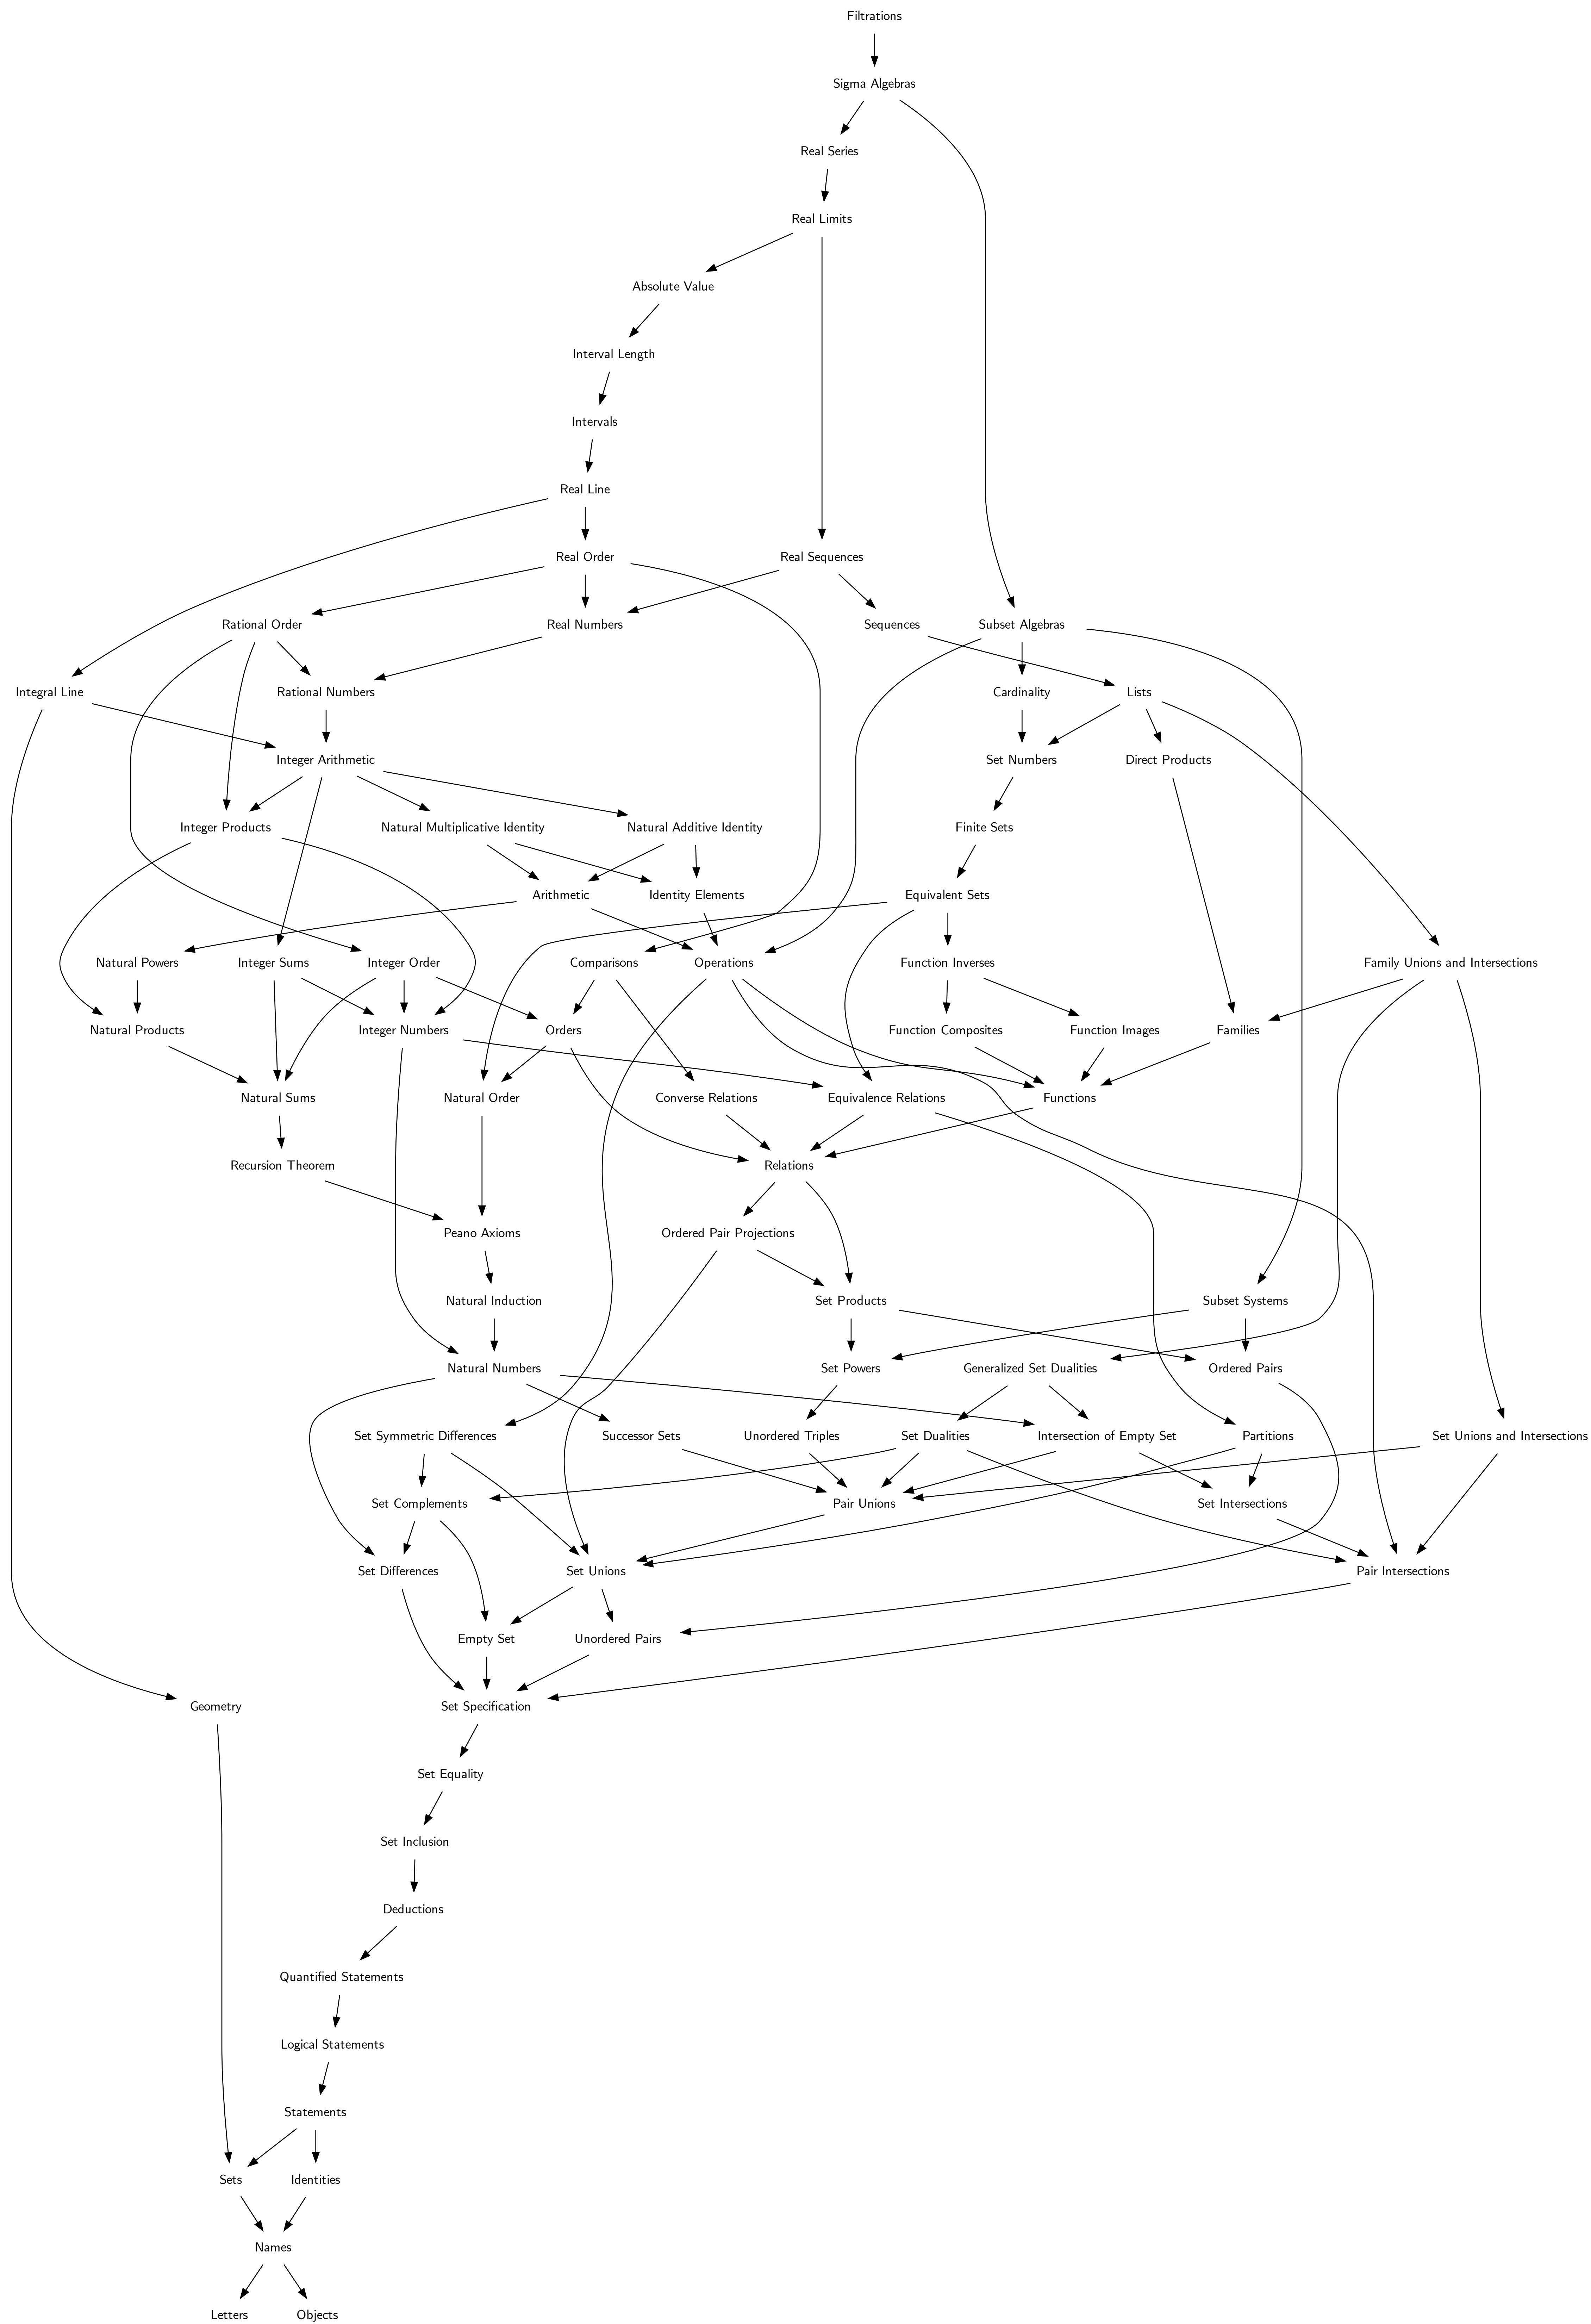 Filtrations
Sigma Algebras
Real Series
Real Limits
Absolute Value
Interval Length
Intervals
Real Line
Real Order
Real Sequences
Rational Order
Real Numbers
Sequences
Subset Algebras
Integral Line
Rational Numbers
Cardinality
Lists
Integer Arithmetic
Set Numbers
Direct Products
Integer Products
Natural Multiplicative Identity
Natural Additive Identity
Finite Sets
Arithmetic
Identity Elements
Equivalent Sets
Natural Powers
Integer Sums
Integer Order
Comparisons
Operations
Function Inverses
Family Unions and Intersections
Natural Products
Integer Numbers
Orders
Function Composites
Function Images
Families
Natural Sums
Natural Order
Converse Relations
Equivalence Relations
Functions
Recursion Theorem
Relations
Peano Axioms
Ordered Pair Projections
Natural Induction
Set Products
Subset Systems
Natural Numbers
Set Powers
Generalized Set Dualities
Ordered Pairs
Set Symmetric Differences
Successor Sets
Unordered Triples
Set Dualities
Intersection of Empty Set
Partitions
Set Unions and Intersections
Set Complements
Pair Unions
Set Intersections
Set Differences
Set Unions
Pair Intersections
Empty Set
Unordered Pairs
Geometry
Set Specification
Set Equality
Set Inclusion
Deductions
Quantified Statements
Logical Statements
Statements
Sets
Identities
Names
Letters
Objects